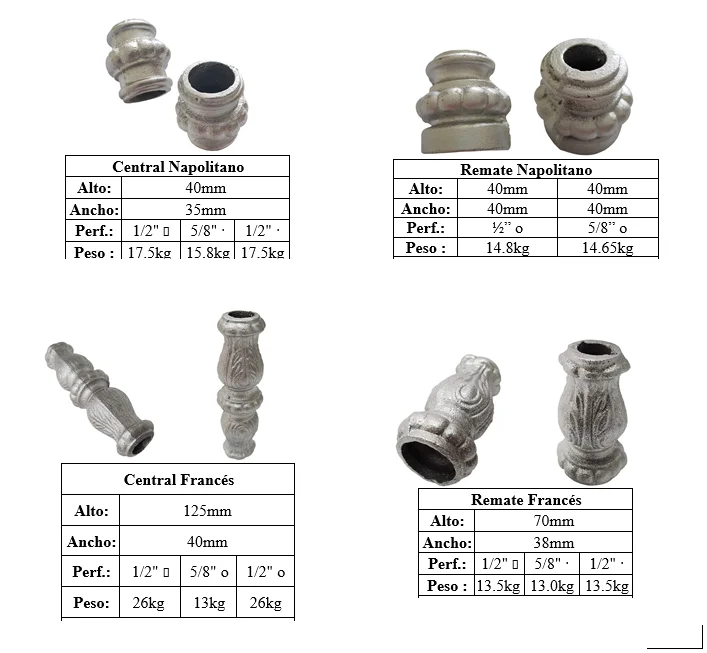 Central Napolitano
Alto: 40mm
Ancho: 35mm
Perf.: 1/2" ▯ 5/8" · 1/2" ·
Peso : 17.5kg 15.8kg 17.5kg
Remate Napolitano
Alto: 40mm 40mm
Ancho: 40mm 40mm
Perf.: ½” o 5/8” o
Peso : 14.8kg 14.65kg
Central Francés
Alto: 125mm
Ancho: 40mm
Perf.: 1/2" ▯ 5/8" o 1/2" o
Peso: 26kg 13kg 26kg
Remate Francés
Alto: 70mm
Ancho: 38mm
Perf.: 1/2" ▯ 5/8" · 1/2" ·
Peso : 13.5kg 13.0kg 13.5kg